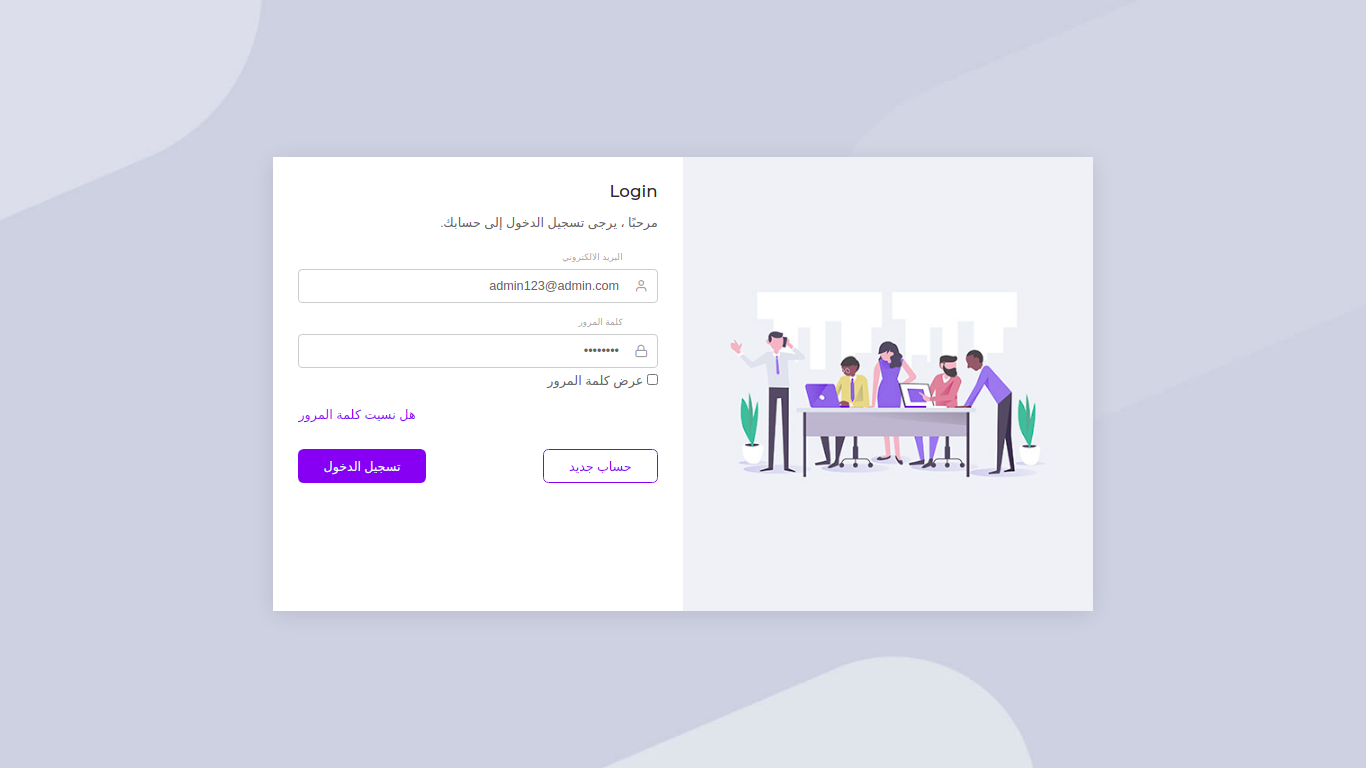 Login
مرحبًا ، يرجى تسجيل الدخول إلى حسابك.
البريد الالكتروني
admin123@admin.com
كلمة المرور
••••••••
عرض كلمة المرور
هل نسيت كلمة المرور
حساب جديد
تسجيل الدخول